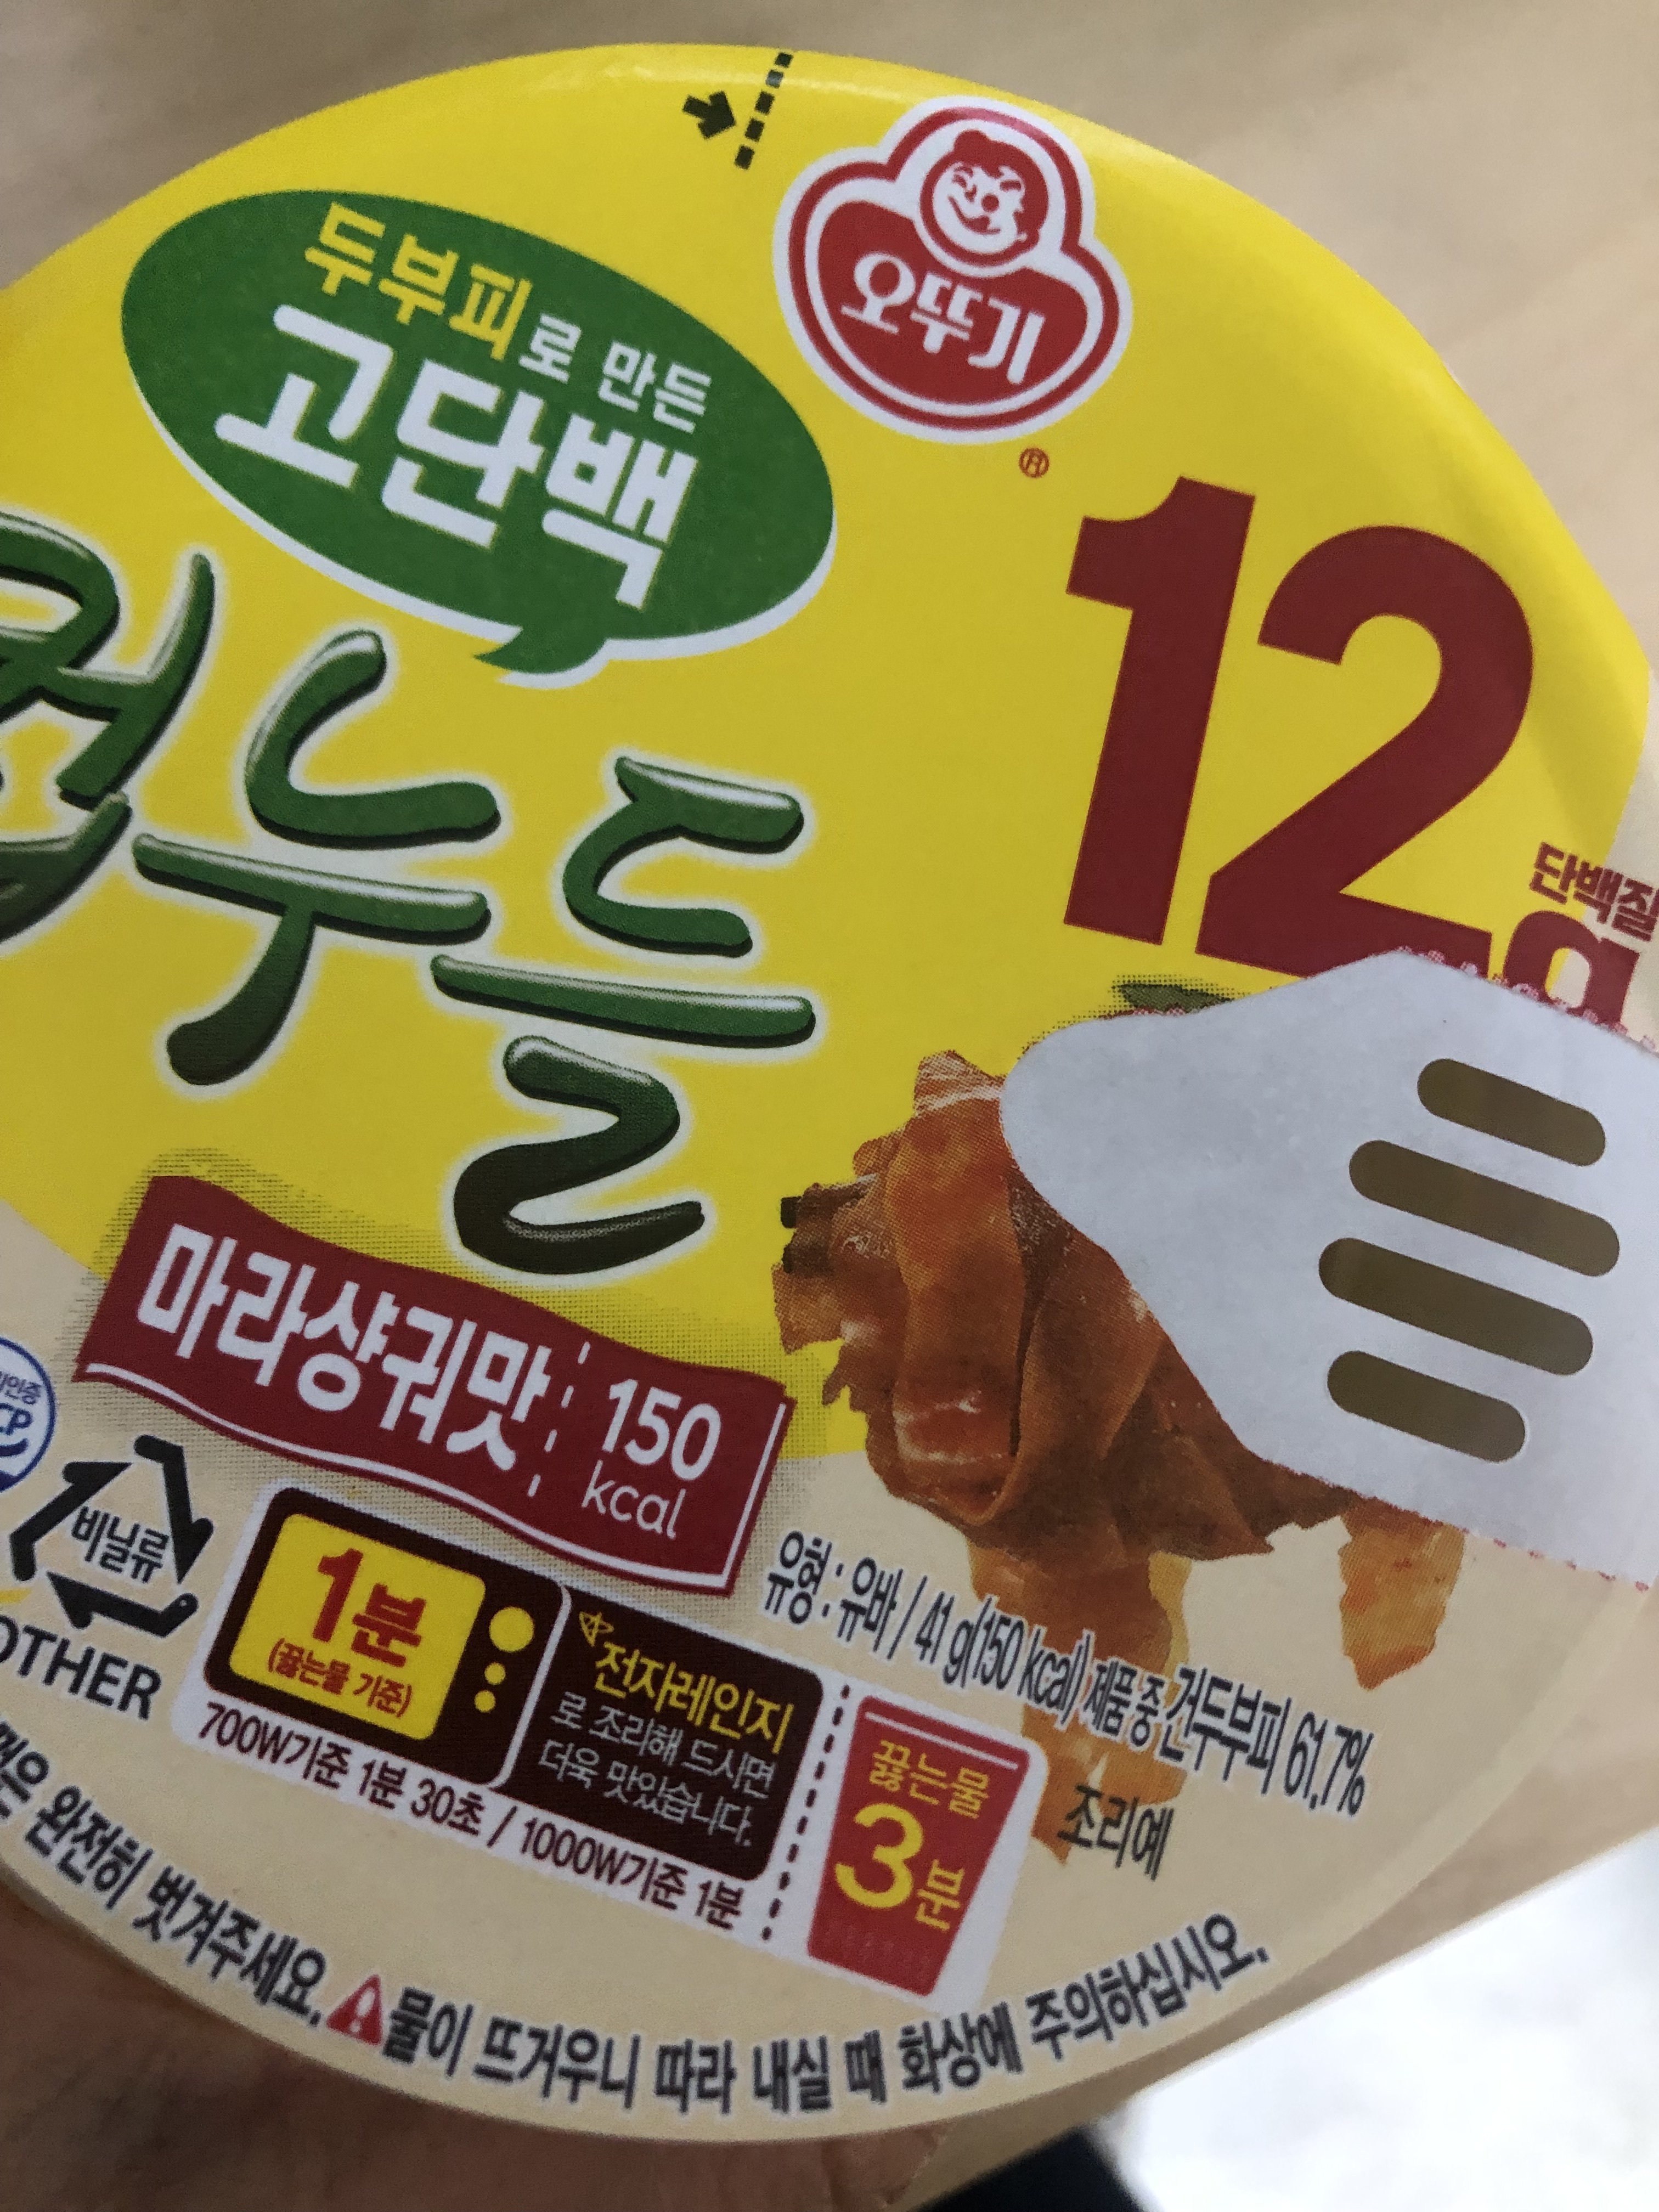 두부피로 만든
고단백
오뚜기
®
12
단백질
g
컵누들
마라샹궈맛
150
kcal
비닐류
OTHER
1분
(끓는물 기준)
전자레인지
로 조리해 드시면
더욱 맛있습니다.
700W기준 1분 30초 / 1000W기준 1분
끓는물
3분
유형 : 유바 / 41 g(150 kcal) 제품 중 건두부피 61.7%
조리예
완전히 벗겨주세요. 물이 뜨거우니 따라 내실 때 화상에 주의하십시오.